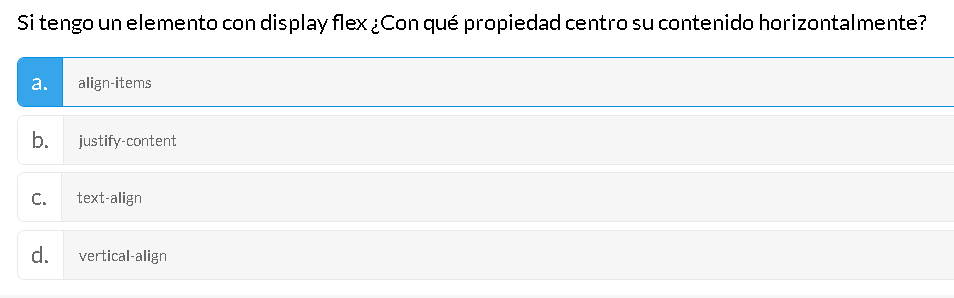 Si tengo un elemento con display flex ¿Con qué propiedad centro su contenido horizontalmente?
a. align-items
b. justify-content
c. text-align
d. vertical-align